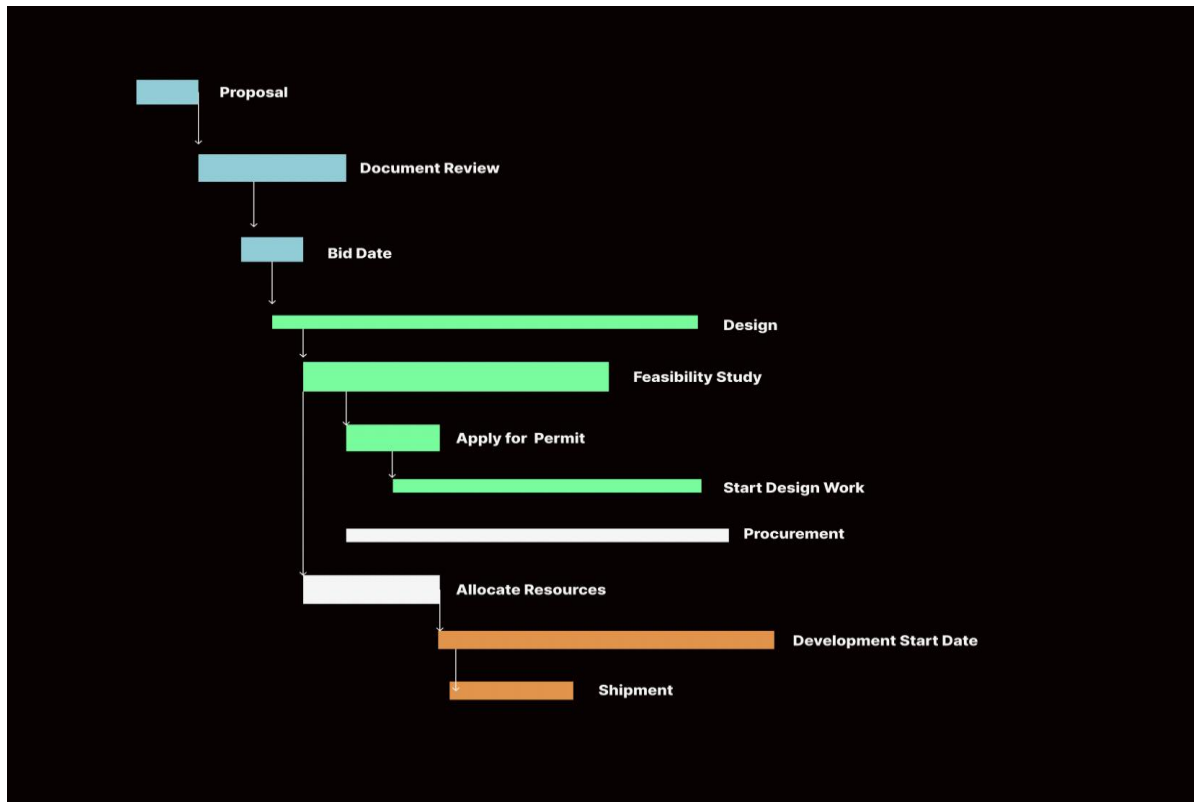 Proposal
Document Review
Bid Date
Design
Feasibility Study
Apply for Permit
Start Design Work
Procurement
Allocate Resources
Development Start Date
Shipment